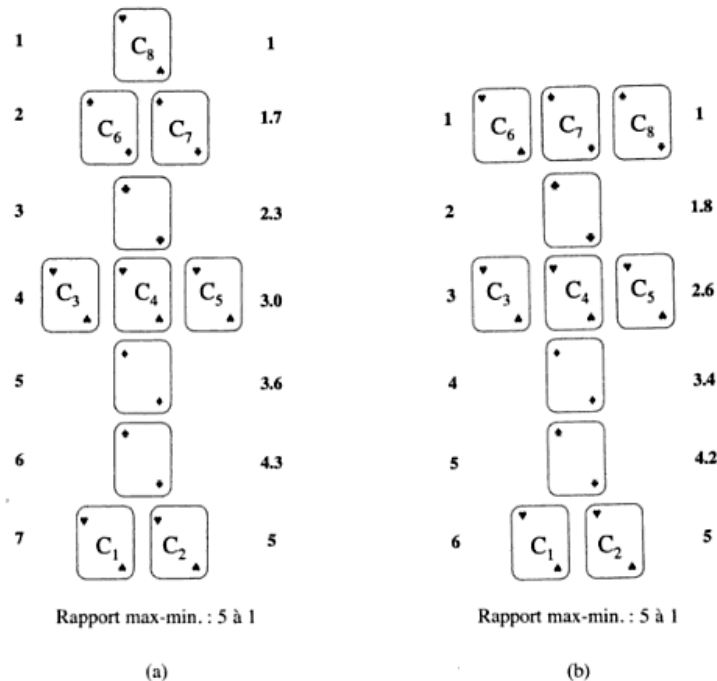 1 C8 1
2 C6 C7 1.7
3 2.3
4 C3 C4 C5 3.0
5 3.6
6 4.3
7 C1 C2 5
Rapport max-min. : 5 à 1
(a)
1 C6 C7 C8 1
2 1.8
3 C3 C4 C5 2.6
4 3.4
5 4.2
6 C1 C2 5
Rapport max-min. : 5 à 1
(b)